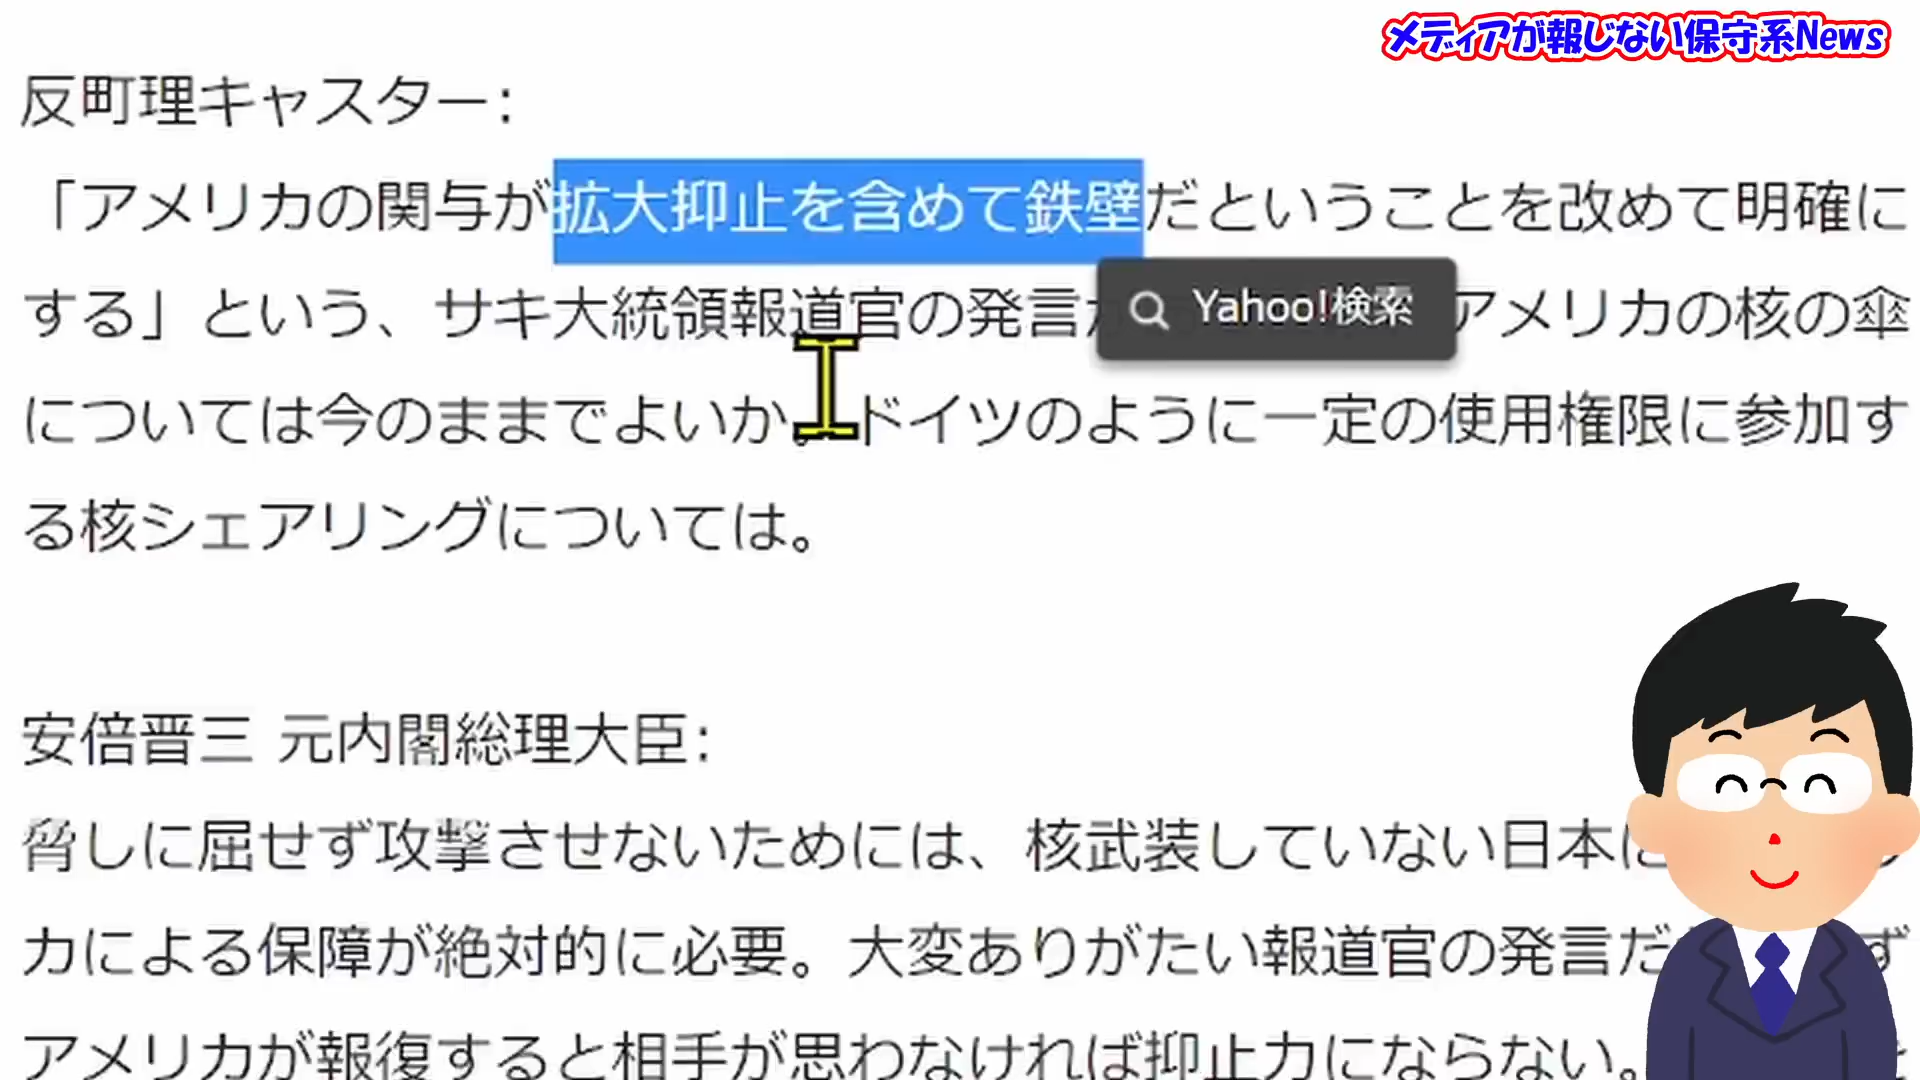 メディアが報じない保守系News
反町理キャスター:
「アメリカの関与が拡大抑止を含めて鉄壁だということを改めて明確に
する」という、サキ大統領報道官の発言 Yahoo!検索 アメリカの核の傘
については今のままでよいか。ドイツのように一定の使用権限に参加す
る核シェアリングについては。
安倍晋三 元内閣総理大臣:
脅しに屈せず攻撃させないためには、核武装していない日本に
力による保障が絶対的に必要。大変ありがたい報道官の発言だ ず
アメリカが報復すると相手が思わなければ抑止力にならない。